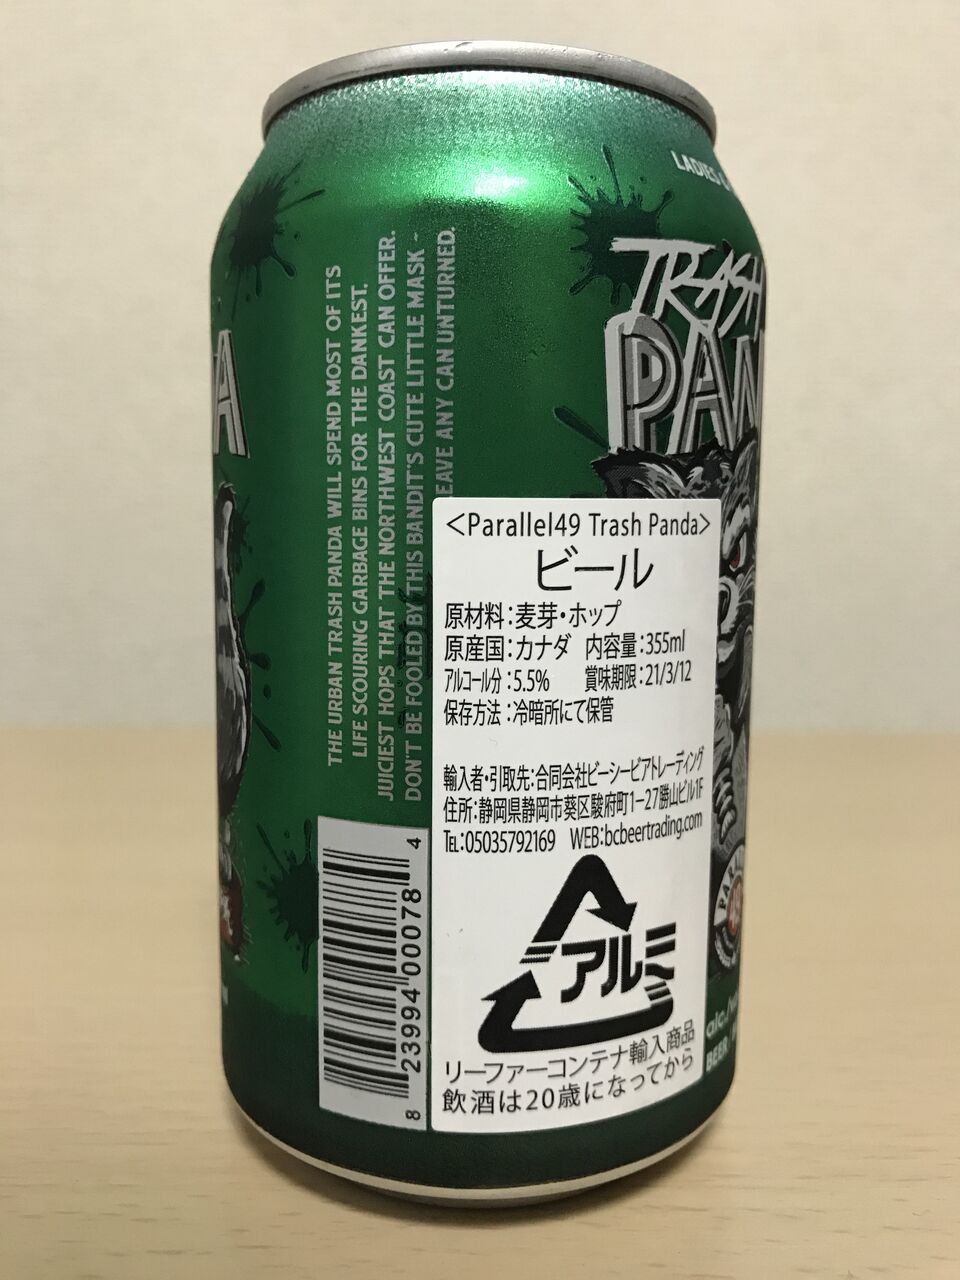 LADIES &
TRASH
PAN
A
THE URBAN TRASH PANDA WILL SPEND MOST OF ITS
LIFE SCOURING GARBAGE BINS FOR THE DANKEST,
JUICIEST HOPS THAT THE NORTHWEST COAST CAN OFFER.
DON'T BE FOOLED BY THIS BANDIT'S CUTE LITTLE MASK ~
EAVE ANY CAN UNTURNED.
<Parallel49 Trash Panda>
ビール
原材料:麦芽・ホップ
原産国:カナダ 内容量:355ml
アルコール分:5.5% 賞味期限:21/3/12
保存方法:冷暗所にて保管
輸入者・引取先:合同会社ビーシービアトレーディング
住所:静岡県静岡市葵区駿府町1-27勝山ビル1F
TEL:05035792169 WEB:bcbeertrading.com
アルミ
リーファーコンテナ輸入商品
飲酒は20歳になってから
8 23994 00078 4
PAR
49
alc./v
BEER